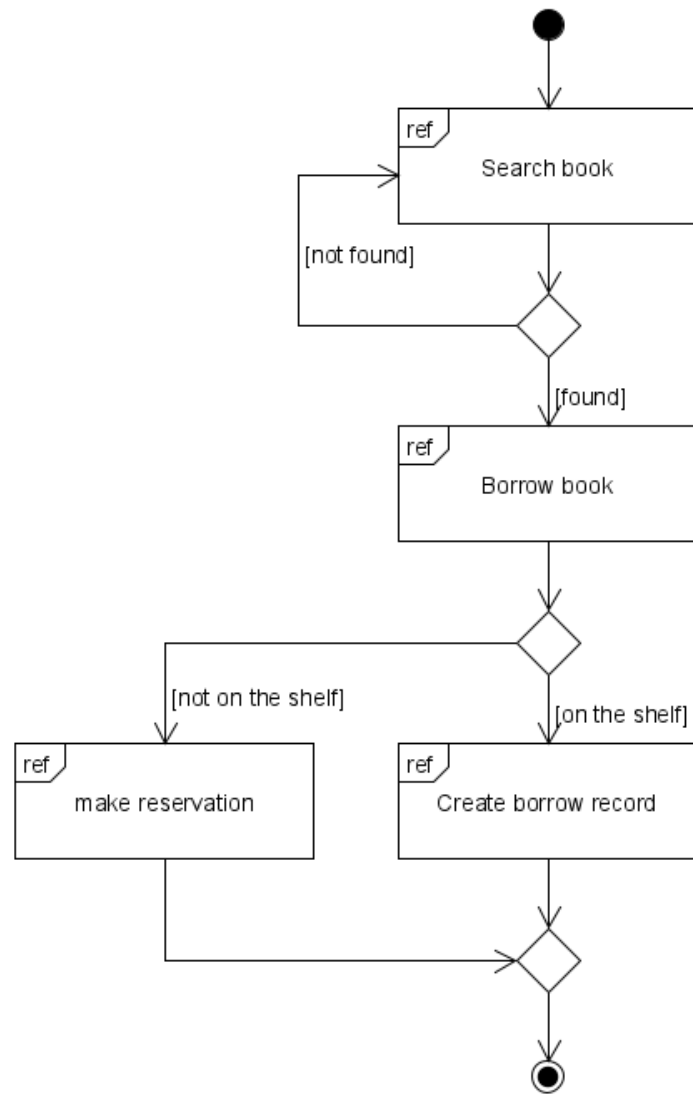 ref
Search book
[not found]
[found]
ref
Borrow book
[not on the shelf]
[on the shelf]
ref
make reservation
ref
Create borrow record